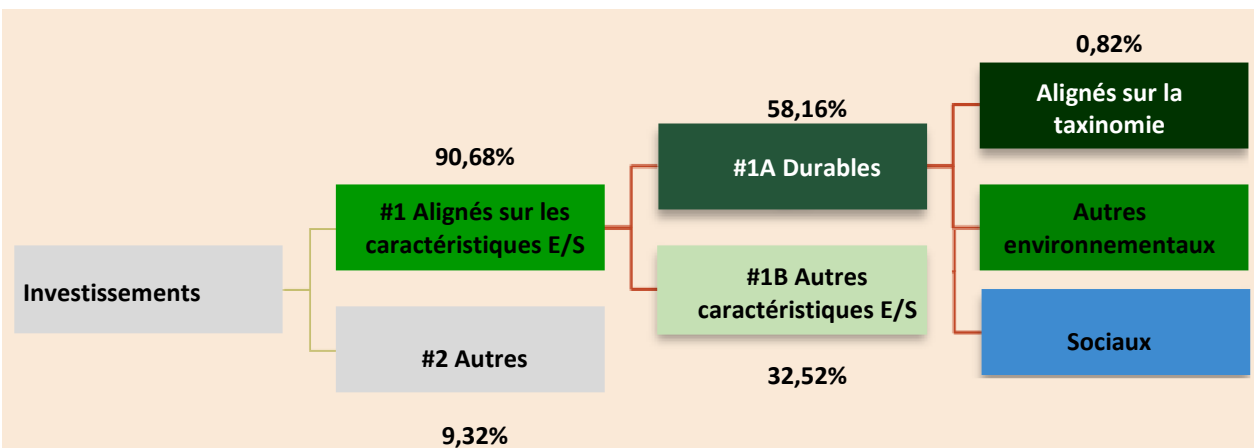 0,82%
Alignés sur la
taxinomie
58,16%
#1A Durables
90,68%
#1 Alignés sur les
caractéristiques E/S
Autres
environnementaux
#1B Autres
caractéristiques E/S
Investissements
Sociaux
#2 Autres
32,52%
9,32%